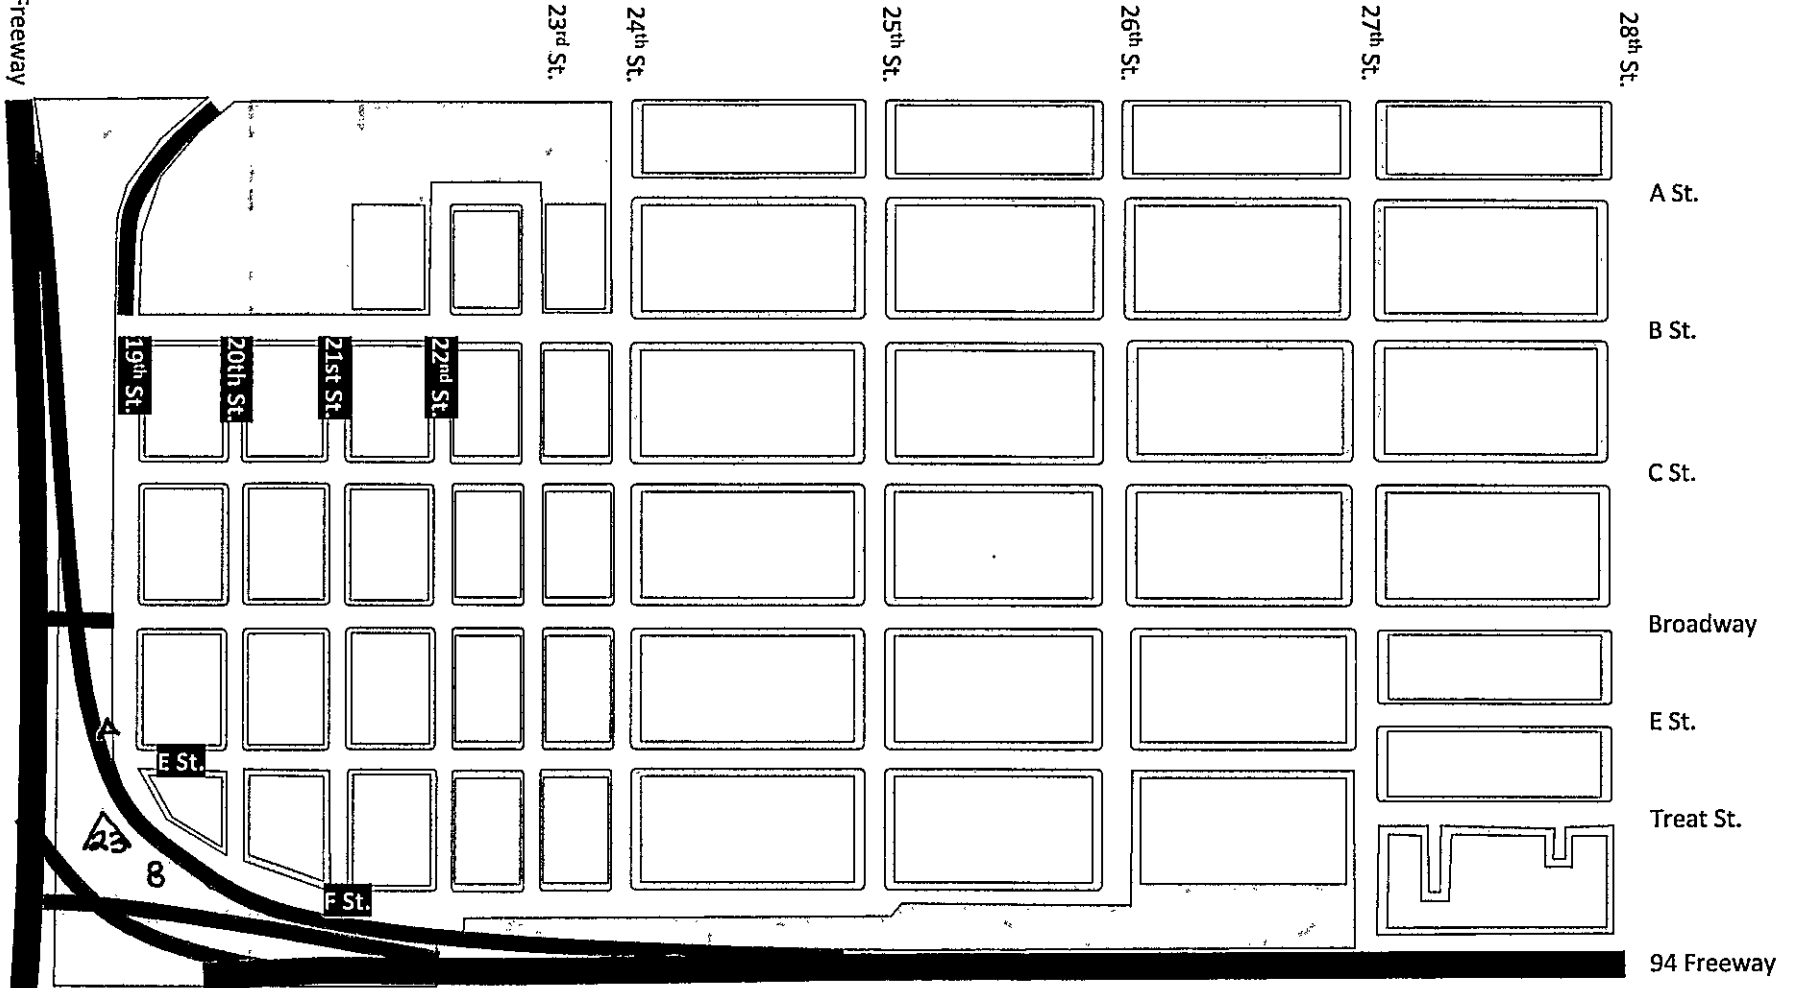 Freeway
23rd St.
24th St.
25th St.
26th St.
27th St.
28th St.
A St.
B St.
19th St.
20th St.
21st St.
22nd St.
C St.
Broadway
E St.
E St.
Treat St.
23
8
F St.
94 Freeway